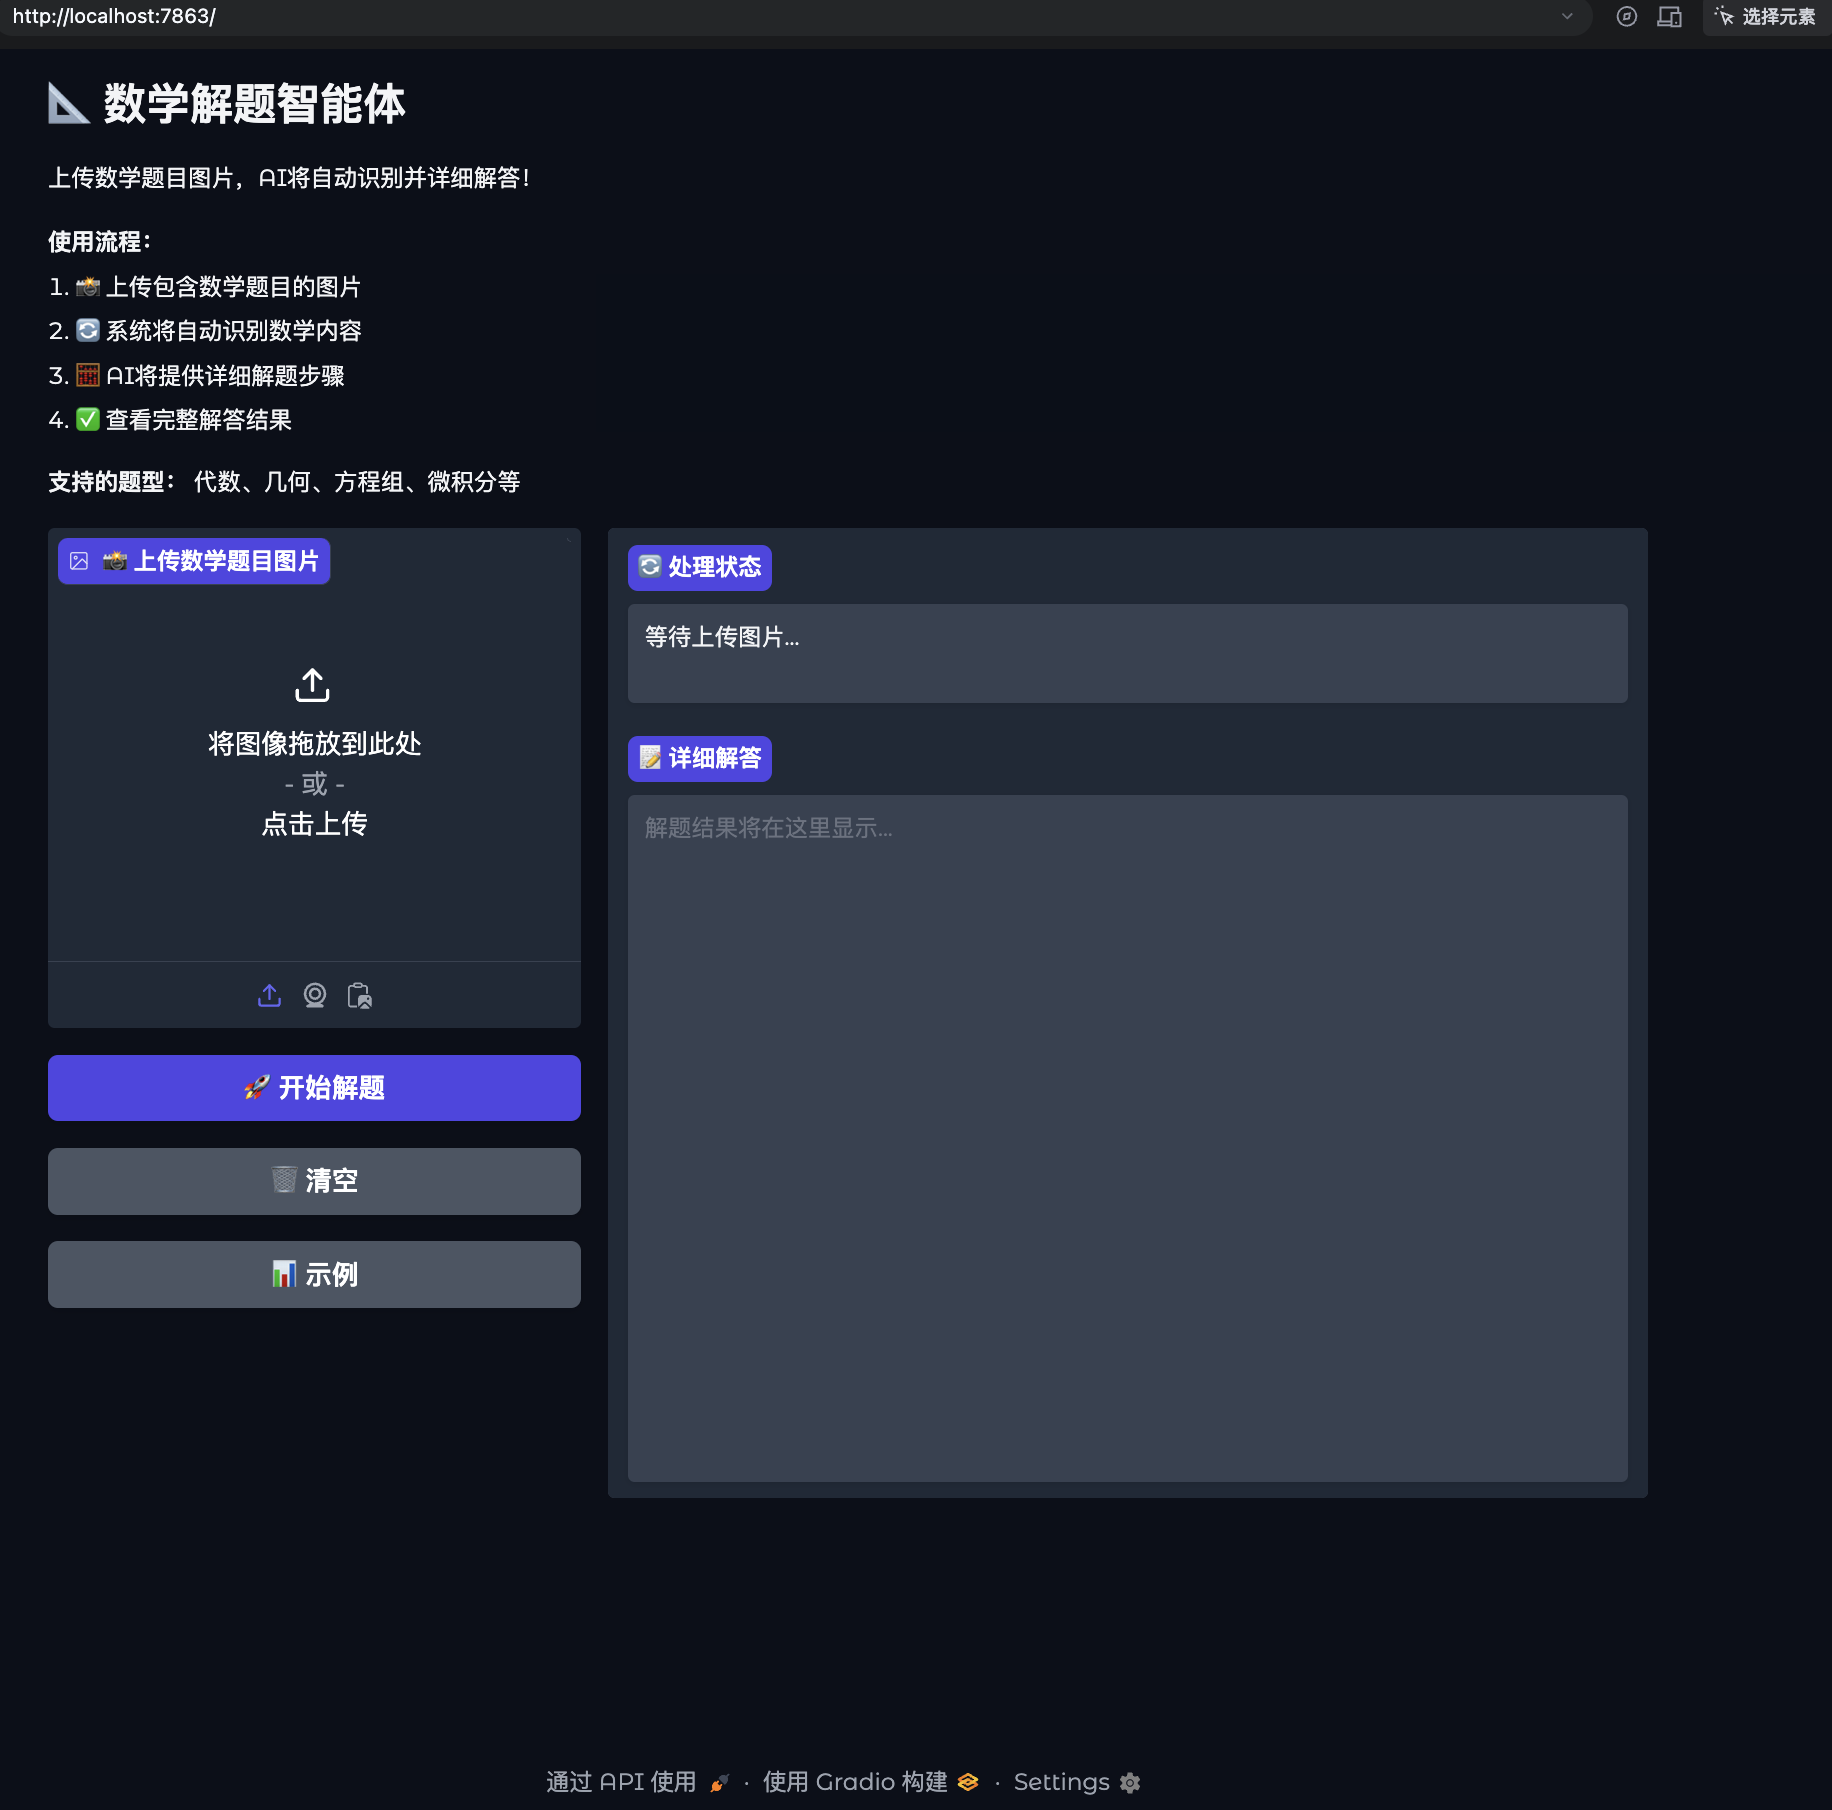 http://localhost:7863/
选择元素
数学解题智能体
上传数学题目图片，AI将自动识别并详细解答！
使用流程：
1. 上传包含数学题目的图片
2. 系统将自动识别数学内容
3. AI将提供详细解题步骤
4. 查看完整解答结果
支持的题型： 代数、几何、方程组、微积分等
上传数学题目图片
将图像拖放到此处
- 或 -
点击上传
开始解题
清空
示例
处理状态
等待上传图片...
详细解答
解题结果将在这里显示...
通过 API 使用 · 使用 Gradio 构建 · Settings